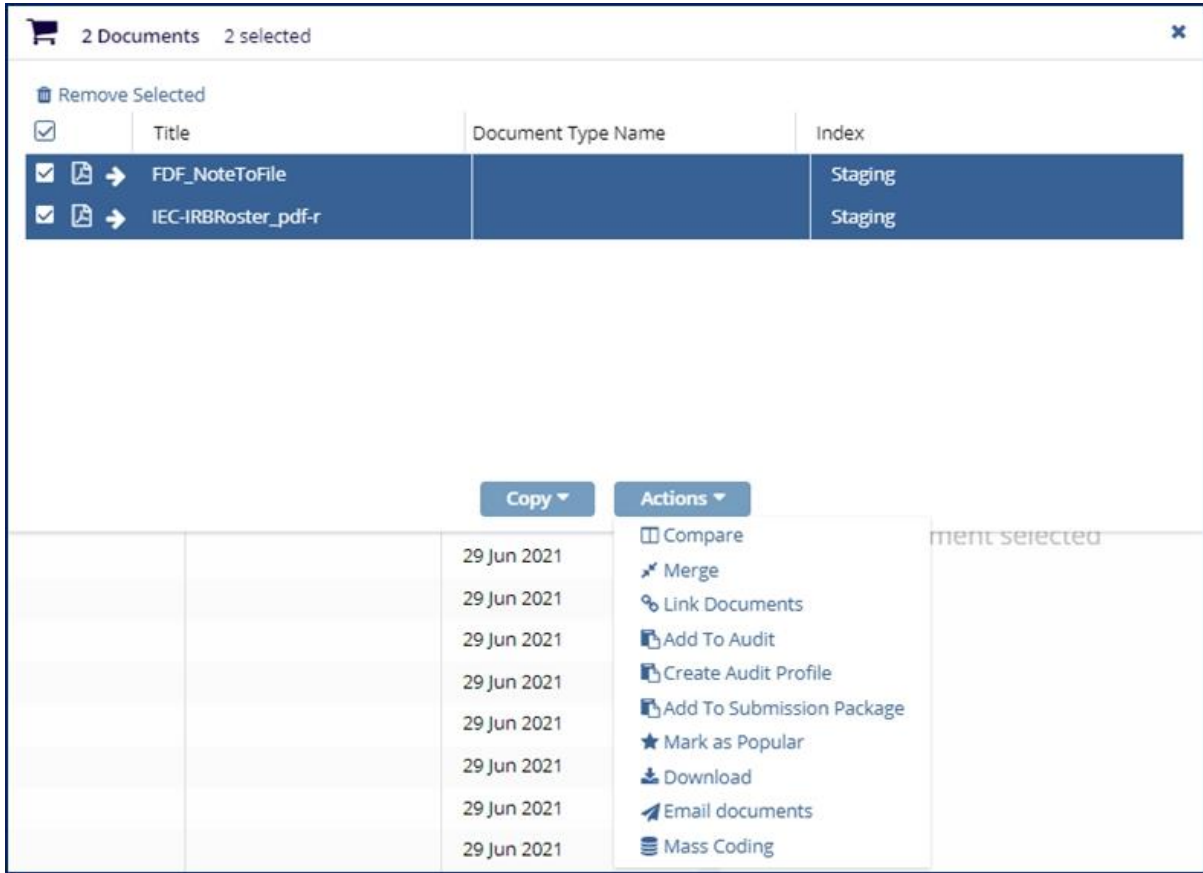 2 Documents 2 selected
Remove Selected
Title Document Type Name Index
FDF_NoteToFile Staging
IEC-IRBRoster_pdf-r Staging
Copy Actions
Compare
ment selected
29 Jun 2021
Merge
29 Jun 2021
Link Documents
29 Jun 2021
Add To Audit
29 Jun 2021
Create Audit Profile
29 Jun 2021
Add To Submission Package
29 Jun 2021
Mark as Popular
29 Jun 2021
Download
29 Jun 2021
Email documents
29 Jun 2021
Mass Coding